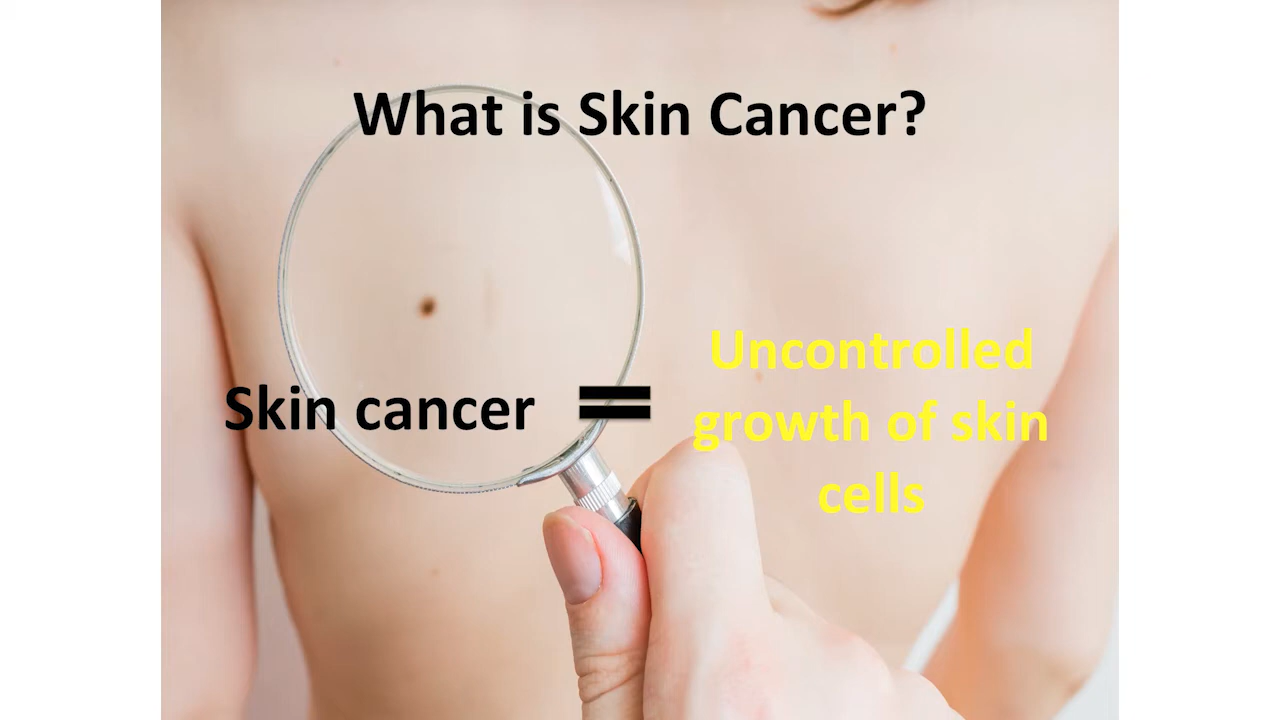 What is Skin Cancer?
Skin cancer =
Uncontrolled
growth of skin
cells